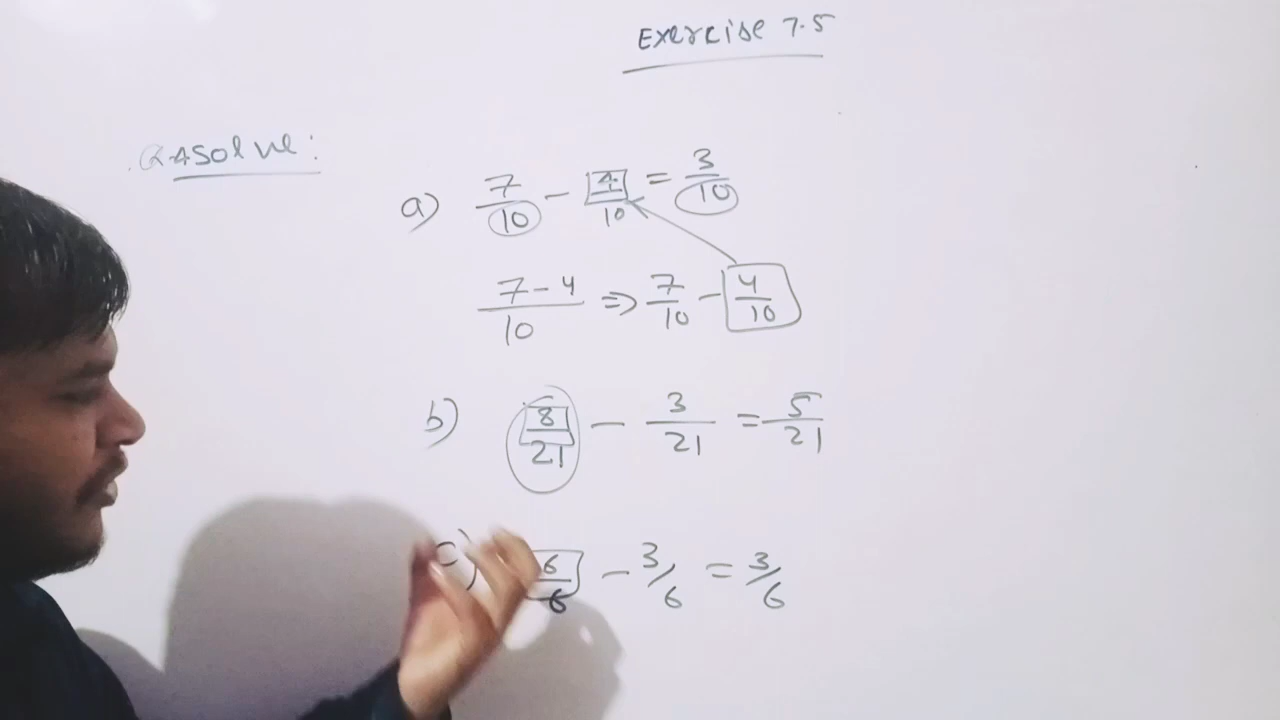 Exercise 7.5
Q4 Solve:
a) 7/10 - 4/10 = 3/10
7-4/10 => 7/10 - 4/10
b) 8/21 - 3/21 = 5/21
c) 6/6 - 3/6 = 3/6